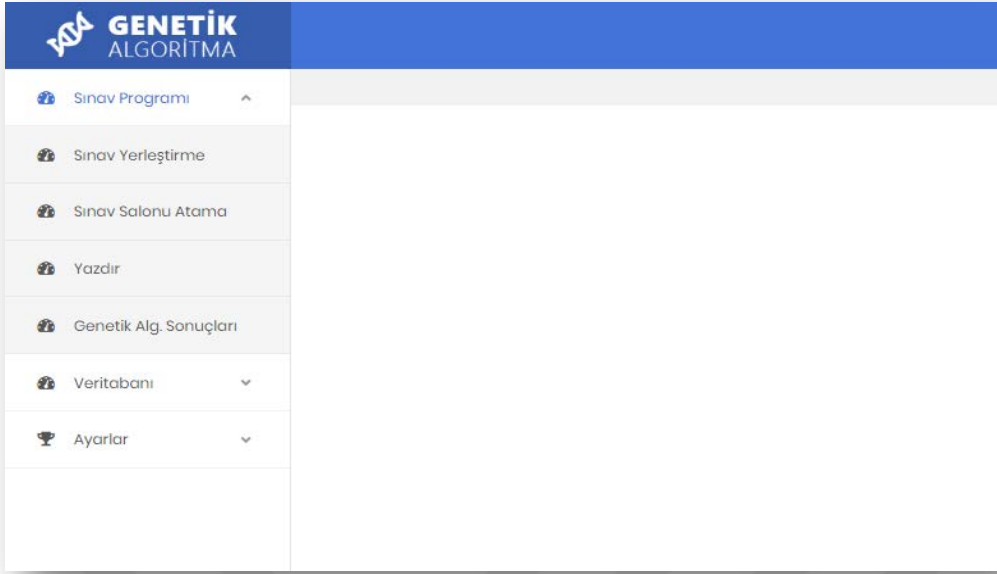 GENETİK
ALGORİTMA
Sınav Programı
Sınav Yerleştirme
Sınav Salonu Atama
Yazdır
Genetik Alg. Sonuçları
Veritabanı
Ayarlar